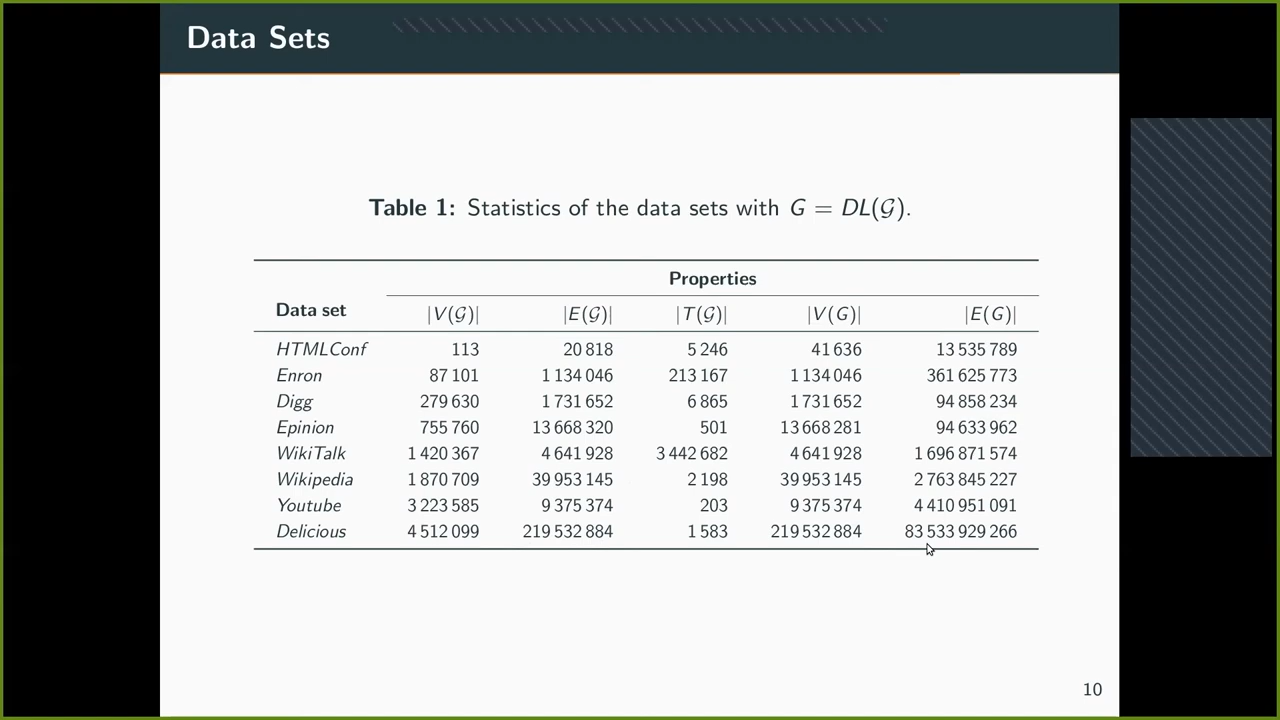 Data Sets
Table 1: Statistics of the data sets with G = DL(𝒢).
Properties
Data set |V(𝒢)| |E(𝒢)| |T(𝒢)| |V(G)| |E(G)|
HTMLConf 113 20 818 5 246 41 636 13 535 789
Enron 87 101 1 134 046 213 167 1 134 046 361 625 773
Digg 279 630 1 731 652 6 865 1 731 652 94 858 234
Epinion 755 760 13 668 320 501 13 668 281 94 633 962
WikiTalk 1 420 367 4 641 928 3 442 682 4 641 928 1 696 871 574
Wikipedia 1 870 709 39 953 145 2 198 39 953 145 2 763 845 227
Youtube 3 223 585 9 375 374 203 9 375 374 4 410 951 091
Delicious 4 512 099 219 532 884 1 583 219 532 884 83 533 929 266
10